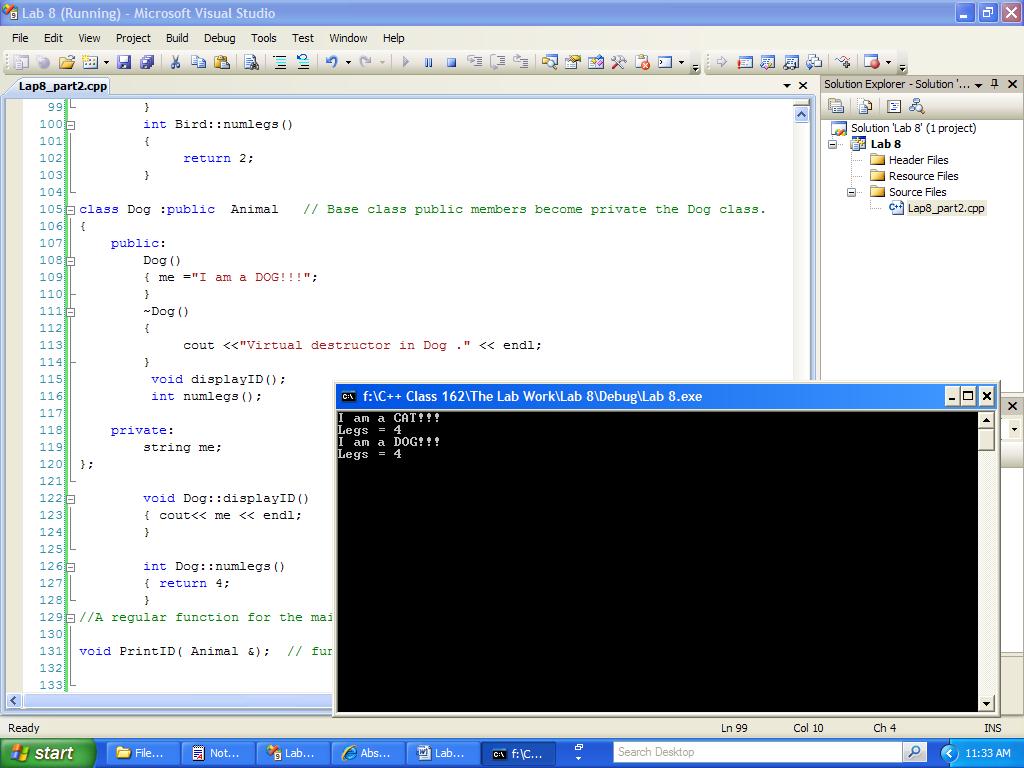 Lab 8 (Running) - Microsoft Visual Studio
File Edit View Project Build Debug Tools Test Window Help
Lap8_part2.cpp
99 }
100 int Bird::numlegs()
101 {
102 return 2;
103 }
104
105 class Dog :public  Animal   // Base class public members become private the Dog class.
106 {
107 public:
108 Dog()
109 { me ="I am a DOG!!!";
110 }
111 ~Dog()
112 {
113 cout <<"Virtual destructor in Dog ." << endl;
114 }
115 void displayID();
116 int numlegs();
117
118 private:
119 string me;
120 };
121
122 void Dog::displayID()
123 { cout<< me << endl;
124 }
125
126 int Dog::numlegs()
127 { return 4;
128 }
129 //A regular function for the mai
130
131 void PrintID( Animal &);  // fun
132
133
Solution Explorer - Solution '...
Solution 'Lab 8' (1 project)
Lab 8
Header Files
Resource Files
Source Files
Lap8_part2.cpp
f:\C++ Class 162\The Lab Work\Lab 8\Debug\Lab 8.exe
I am a CAT!!!
Legs = 4
I am a DOG!!!
Legs = 4
Ready Ln 99 Col 10 Ch 4 INS
start File... Not... Lab... Abs... Lab... f:\C... Search Desktop 11:33 AM